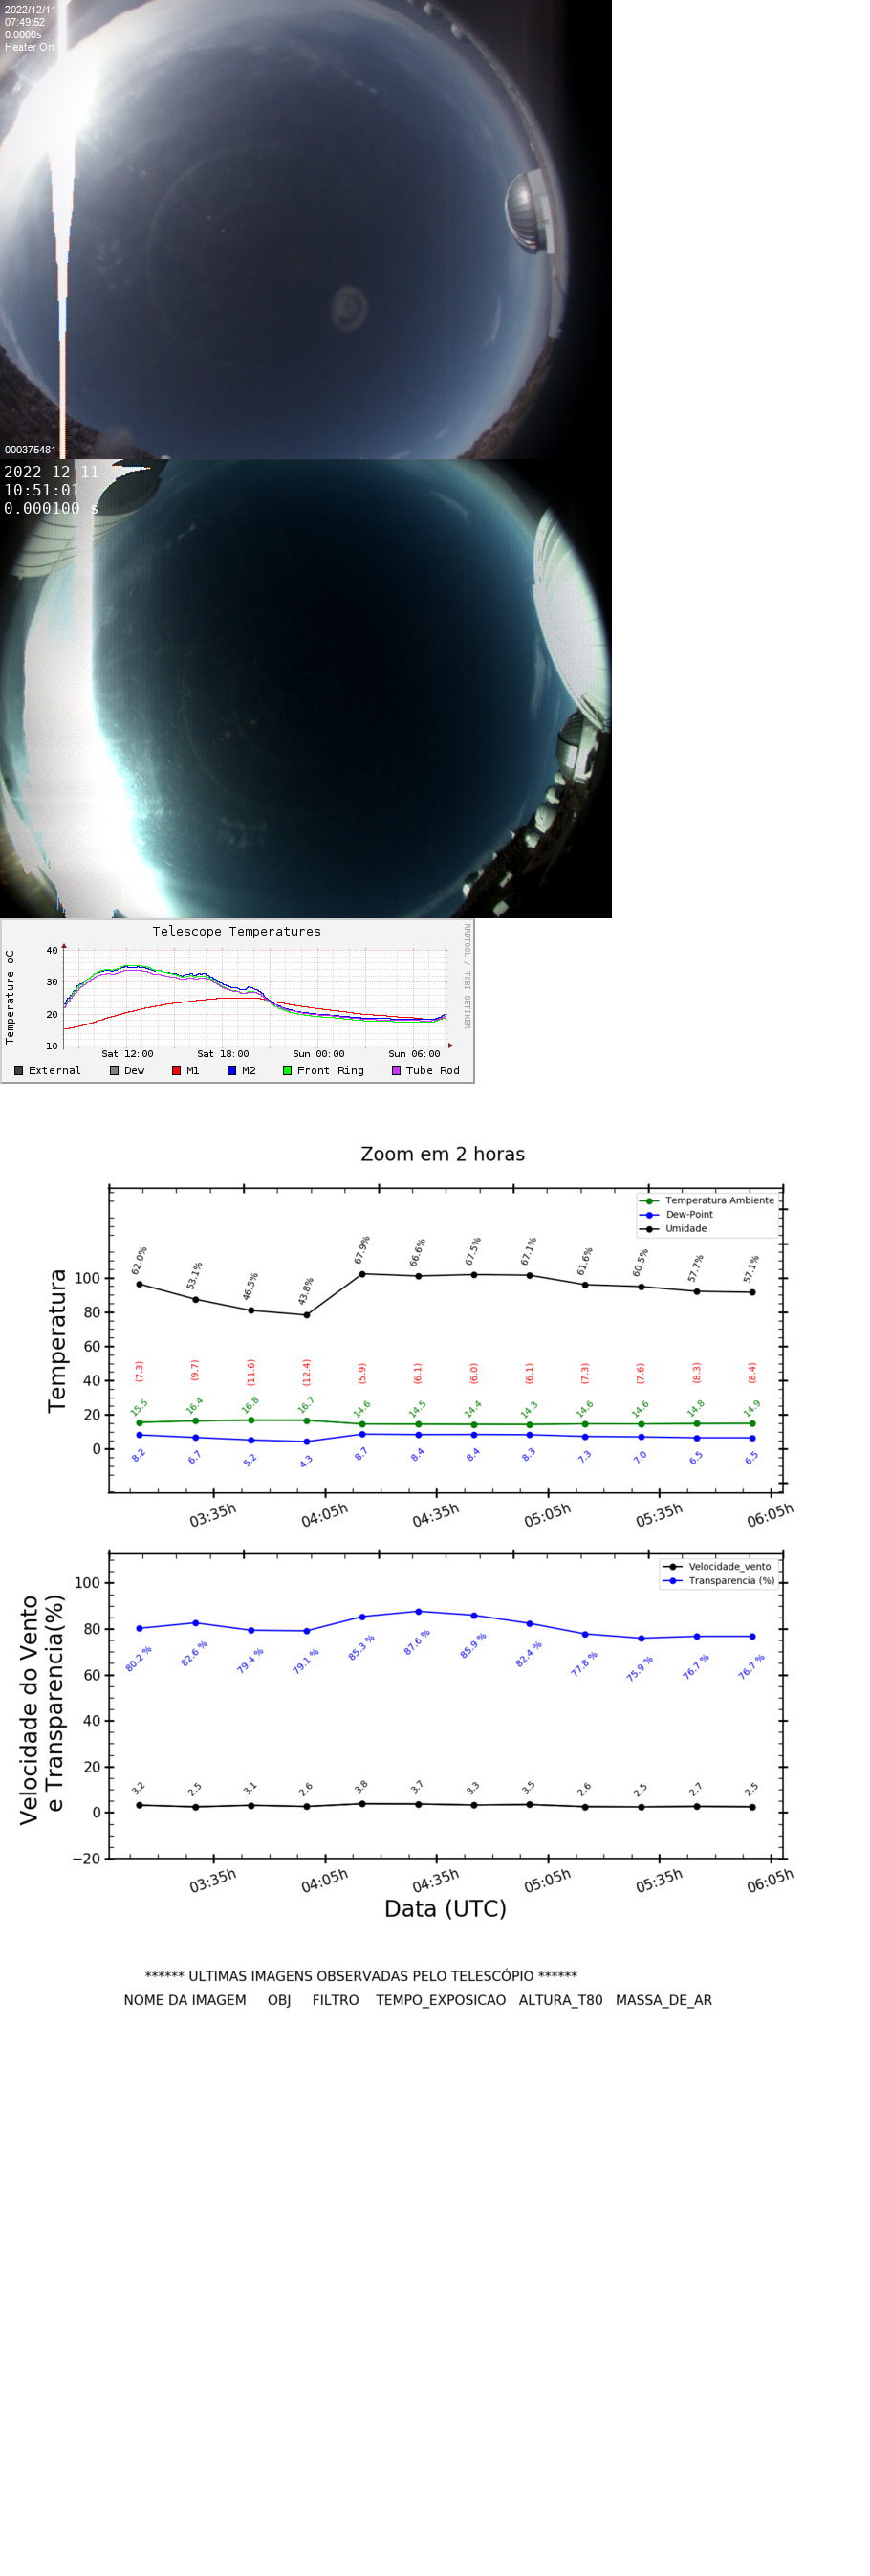 2022/12/11
07:49:52
0.0000s
Heater On
000375481
2022-12-11
10:51:01
0.000100 s
Telescope Temperatures
RRDTOOL / TOBI OETIKER
Temperature oC
40
30
20
10
Sat 12:00 Sat 18:00 Sun 00:00 Sun 06:00
External Dew M1 M2 Front Ring Tube Rod
Zoom em 2 horas
Temperatura Ambiente
Dew-Point
Umidade
Temperatura
100
80
60
40
20
0
62.0% 53.1% 46.5% 43.8% 67.9% 66.6% 67.5% 67.1% 61.6% 60.5% 57.7% 57.1%
(7.3) (9.7) (11.6) (12.4) (5.9) (6.1) (6.0) (6.1) (7.3) (7.6) (8.3) (8.4)
15.5 16.4 16.8 16.7 14.6 14.5 14.4 14.3 14.6 14.6 14.8 14.9
8.2 6.7 5.2 4.3 8.7 8.4 8.4 8.3 7.3 7.0 6.5 6.5
03:35h 04:05h 04:35h 05:05h 05:35h 06:05h
Velocidade_vento
Transparencia (%)
Velocidade do Vento
e Transparencia(%)
100
80
60
40
20
0
−20
80.2 % 82.6 % 79.4 % 79.1 % 85.3 % 87.6 % 85.9 % 82.4 % 77.8 % 75.9 % 76.7 % 76.7 %
3.2 2.5 3.1 2.6 3.8 3.7 3.3 3.5 2.6 2.5 2.7 2.5
03:35h 04:05h 04:35h 05:05h 05:35h 06:05h
Data (UTC)
****** ULTIMAS IMAGENS OBSERVADAS PELO TELESCÓPIO ******
NOME DA IMAGEM OBJ FILTRO TEMPO_EXPOSICAO ALTURA_T80 MASSA_DE_AR